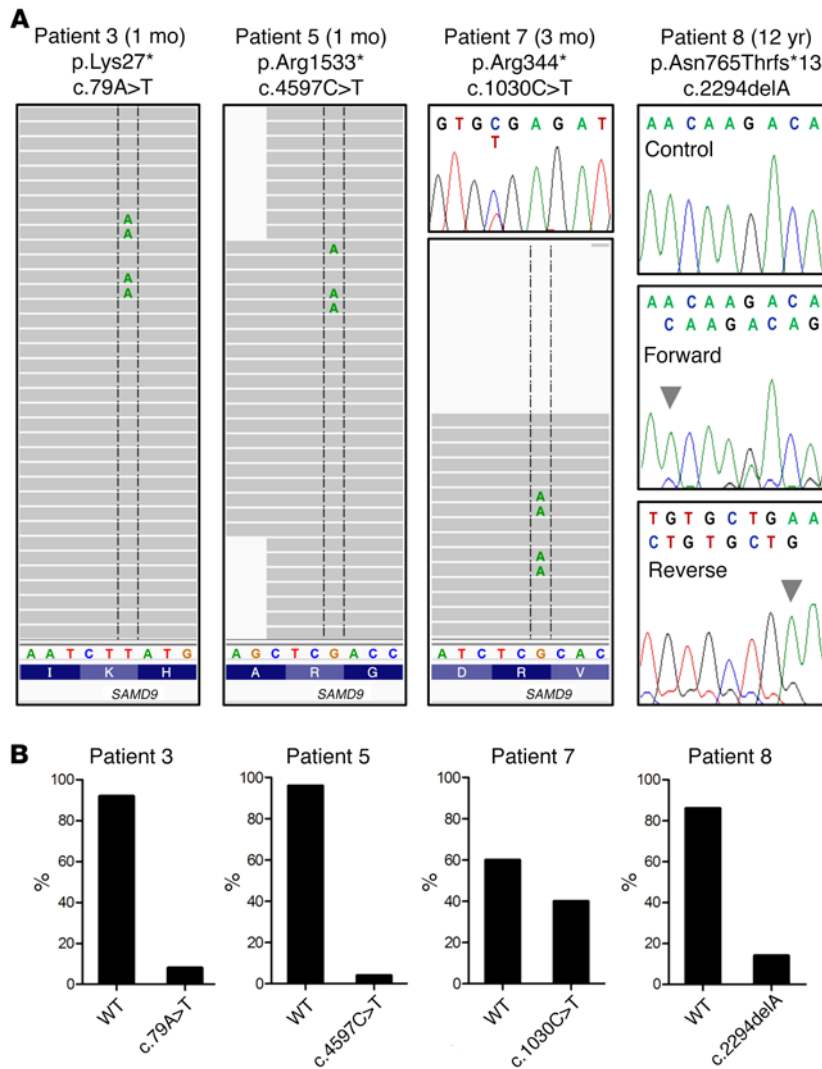 A
Patient 3 (1 mo)
p.Lys27*
c.79A>T
A
A
A
A
A A T C T T A T G
I K H
SAMD9
Patient 5 (1 mo)
p.Arg1533*
c.4597C>T
A
A
A
A G C T C G A C C
A R G
SAMD9
Patient 7 (3 mo)
p.Arg344*
c.1030C>T
G T G C G A G A T
T
A
A
A
A
A T C T C G C A C
D R V
SAMD9
Patient 8 (12 yr)
p.Asn765Thrfs*13
c.2294delA
A A C A A G A C A
Control
A A C A A G A C A
C A A G A C A G
Forward
T G T G C T G A A
C T G T G C T G
Reverse
B
Patient 3
%
100
80
60
40
20
0
WT
c.79A>T
Patient 5
%
100
80
60
40
20
0
WT
c.4597C>T
Patient 7
%
100
80
60
40
20
0
WT
c.1030C>T
Patient 8
%
100
80
60
40
20
0
WT
c.2294delA